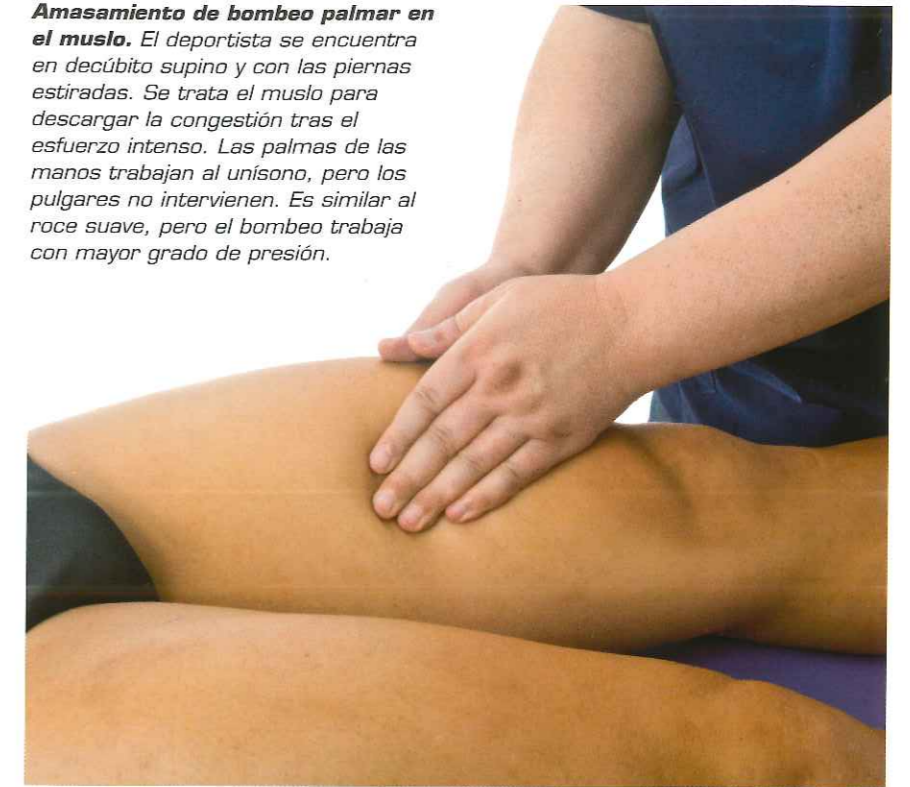 Amasamiento de bombeo palmar en
el muslo. El deportista se encuentra
en decúbito supino y con las piernas
estiradas. Se trata el muslo para
descargar la congestión tras el
esfuerzo intenso. Las palmas de las
manos trabajan al unísono, pero los
pulgares no intervienen. Es similar al
roce suave, pero el bombeo trabaja
con mayor grado de presión.